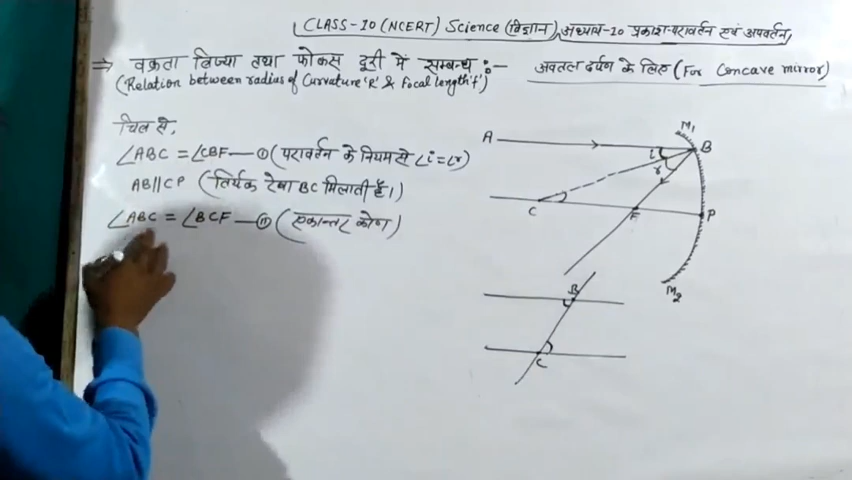 CLASS-10 (NCERT) Science (विज्ञान), अध्याय-10 प्रकाश-परावर्तन एवं अपवर्तन
⇒ वक्रता त्रिज्या तथा फोकस दूरी में सम्बन्ध :- अवतल दर्पण के लिए (For Concave mirror)
('Relation between radius of Curvature 'R' & Focal length 'f')
चित्र से,
∠ABC = ∠CBF — ① (परावर्तन के नियम से ∠i = ∠r)
AB||CP (तिर्यक रेखा BC मिलाती है।)
∠ABC = ∠BCF — ⑪ (एकान्तर कोण)
M1
A
B
i
r
C
F
P
M2
B
C